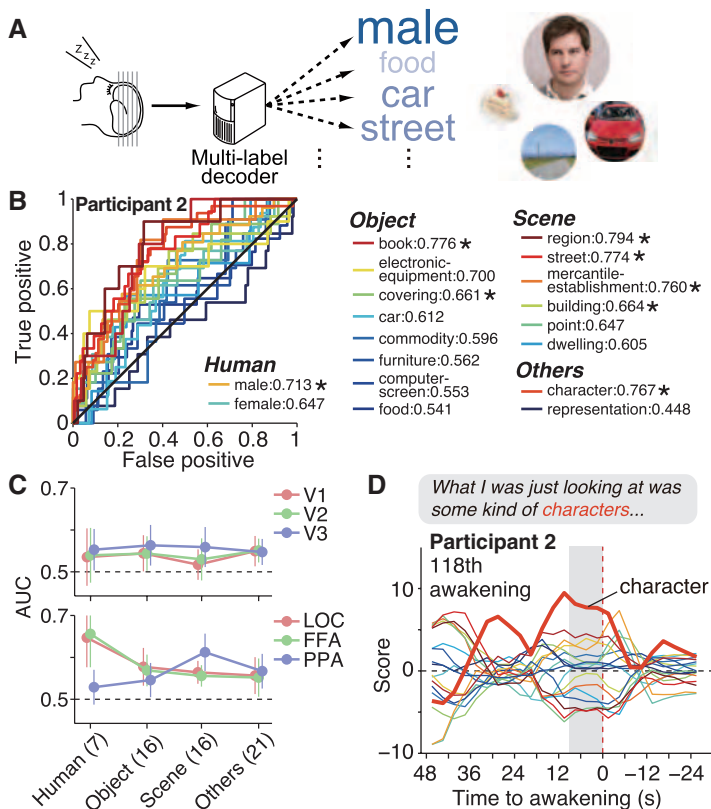 A
z z z
Multi-label
decoder
male
food
car
street
B
Participant 2
True positive
1
0.8
0.6
0.4
0.2
0
0 0.2 0.4 0.6 0.8 1
False positive
Human
male:0.713 *
female:0.647
Object
book:0.776 *
electronic-
equipment:0.700
covering:0.661 *
car:0.612
commodity:0.596
furniture:0.562
computer-
screen:0.553
food:0.541
Scene
region:0.794 *
street:0.774 *
mercantile-
establishment:0.760 *
building:0.664 *
point:0.647
dwelling:0.605
Others
character:0.767 *
representation:0.448
C
AUC
0.7
0.5
V1
V2
V3
0.7
0.5
LOC
FFA
PPA
Human (7)
Object (16)
Scene (16)
Others (21)
D
What I was just looking at was
some kind of characters...
Participant 2
118th
awakening
character
Score
10
0
−10
48 36 24 12 0 −12 −24
Time to awakening (s)